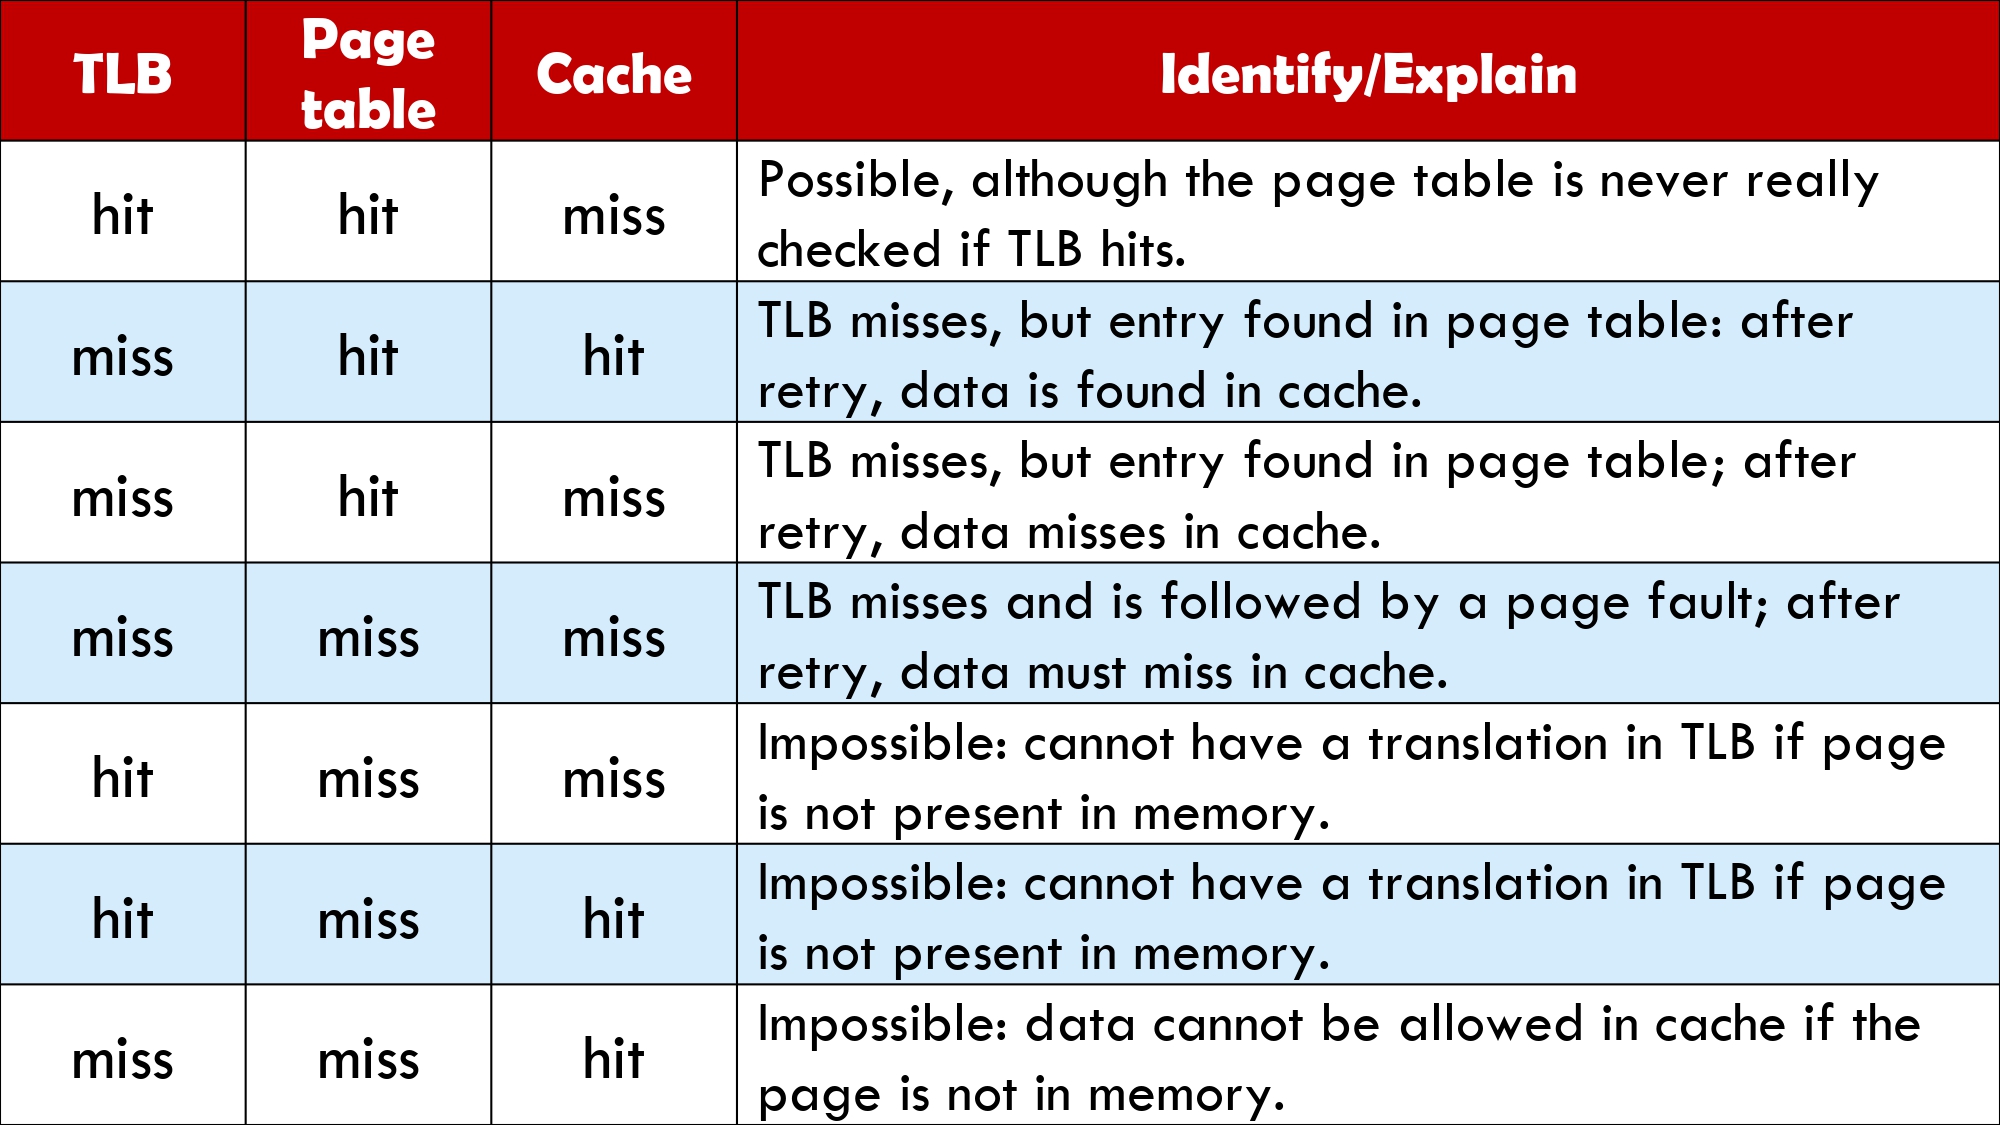 TLB
Page
table
Cache
Identify/Explain
hit
hit
miss
Possible, although the page table is never really
checked if TLB hits.
miss
hit
hit
TLB misses, but entry found in page table: after
retry, data is found in cache.
miss
hit
miss
TLB misses, but entry found in page table; after
retry, data misses in cache.
miss
miss
miss
TLB misses and is followed by a page fault; after
retry, data must miss in cache.
hit
miss
miss
Impossible: cannot have a translation in TLB if page
is not present in memory.
hit
miss
hit
Impossible: cannot have a translation in TLB if page
is not present in memory.
miss
miss
hit
Impossible: data cannot be allowed in cache if the
page is not in memory.